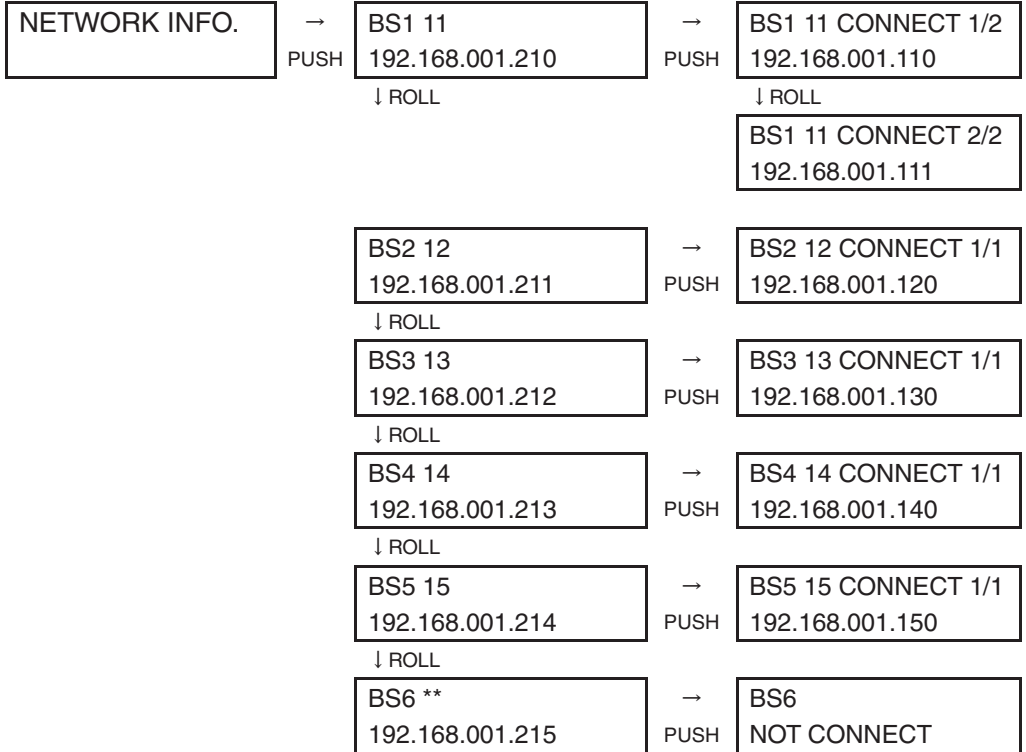 NETWORK INFO.
→
PUSH
BS1 11
192.168.001.210
→
PUSH
BS1 11 CONNECT 1/2
192.168.001.110
↓ ROLL
↓ ROLL
BS1 11 CONNECT 2/2
192.168.001.111
BS2 12
192.168.001.211
→
PUSH
BS2 12 CONNECT 1/1
192.168.001.120
↓ ROLL
BS3 13
192.168.001.212
→
PUSH
BS3 13 CONNECT 1/1
192.168.001.130
↓ ROLL
BS4 14
192.168.001.213
→
PUSH
BS4 14 CONNECT 1/1
192.168.001.140
↓ ROLL
BS5 15
192.168.001.214
→
PUSH
BS5 15 CONNECT 1/1
192.168.001.150
↓ ROLL
BS6 **
192.168.001.215
→
PUSH
BS6
NOT CONNECT